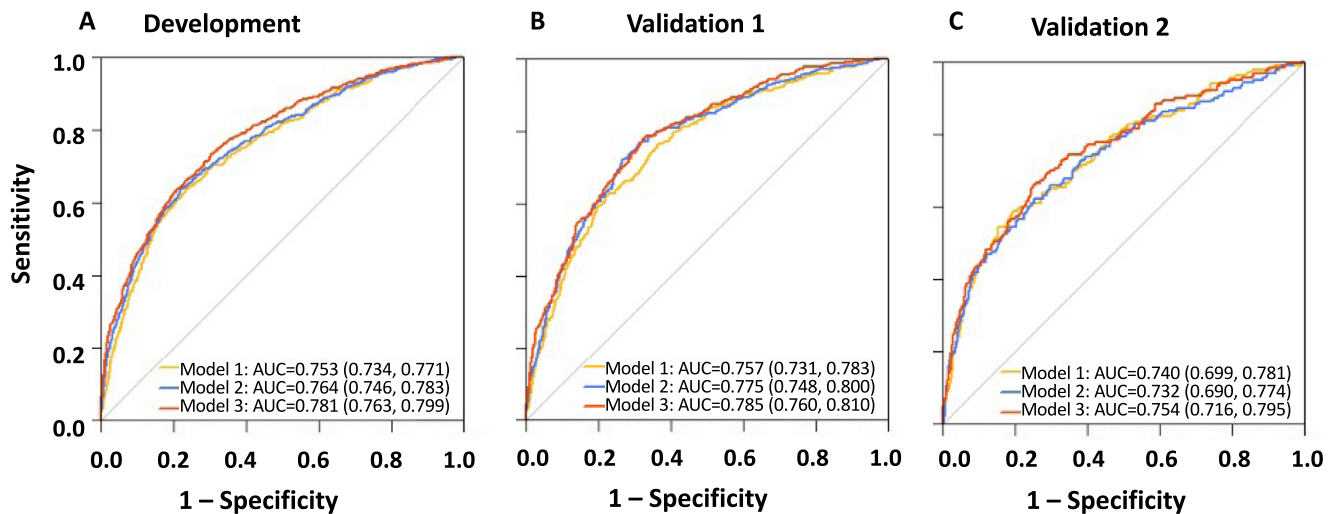 A Development
B Validation 1
C Validation 2
Sensitivity
1.0
0.8
0.6
0.4
0.2
0.0
Model 1: AUC=0.753 (0.734, 0.771)
Model 2: AUC=0.764 (0.746, 0.783)
Model 3: AUC=0.781 (0.763, 0.799)
0.0 0.2 0.4 0.6 0.8 1.0
1 – Specificity
Model 1: AUC=0.757 (0.731, 0.783)
Model 2: AUC=0.775 (0.748, 0.800)
Model 3: AUC=0.785 (0.760, 0.810)
0.0 0.2 0.4 0.6 0.8 1.0
1 – Specificity
Model 1: AUC=0.740 (0.699, 0.781)
Model 2: AUC=0.732 (0.690, 0.774)
Model 3: AUC=0.754 (0.716, 0.795)
0.0 0.2 0.4 0.6 0.8 1.0
1 – Specificity